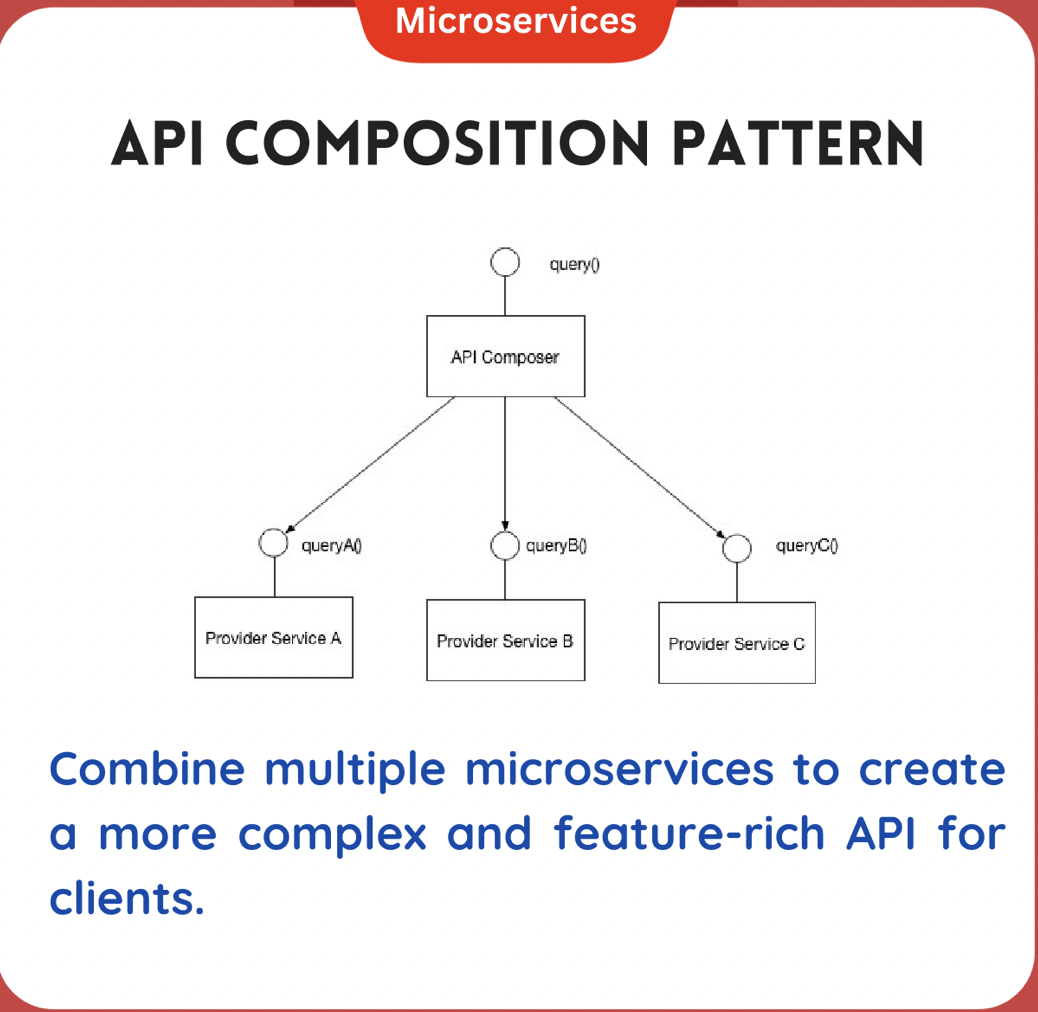 Microservices
API COMPOSITION PATTERN
query()
API Composer
queryA()
queryB()
queryC()
Provider Service A
Provider Service B
Provider Service C
Combine multiple microservices to create
a more complex and feature-rich API for
clients.